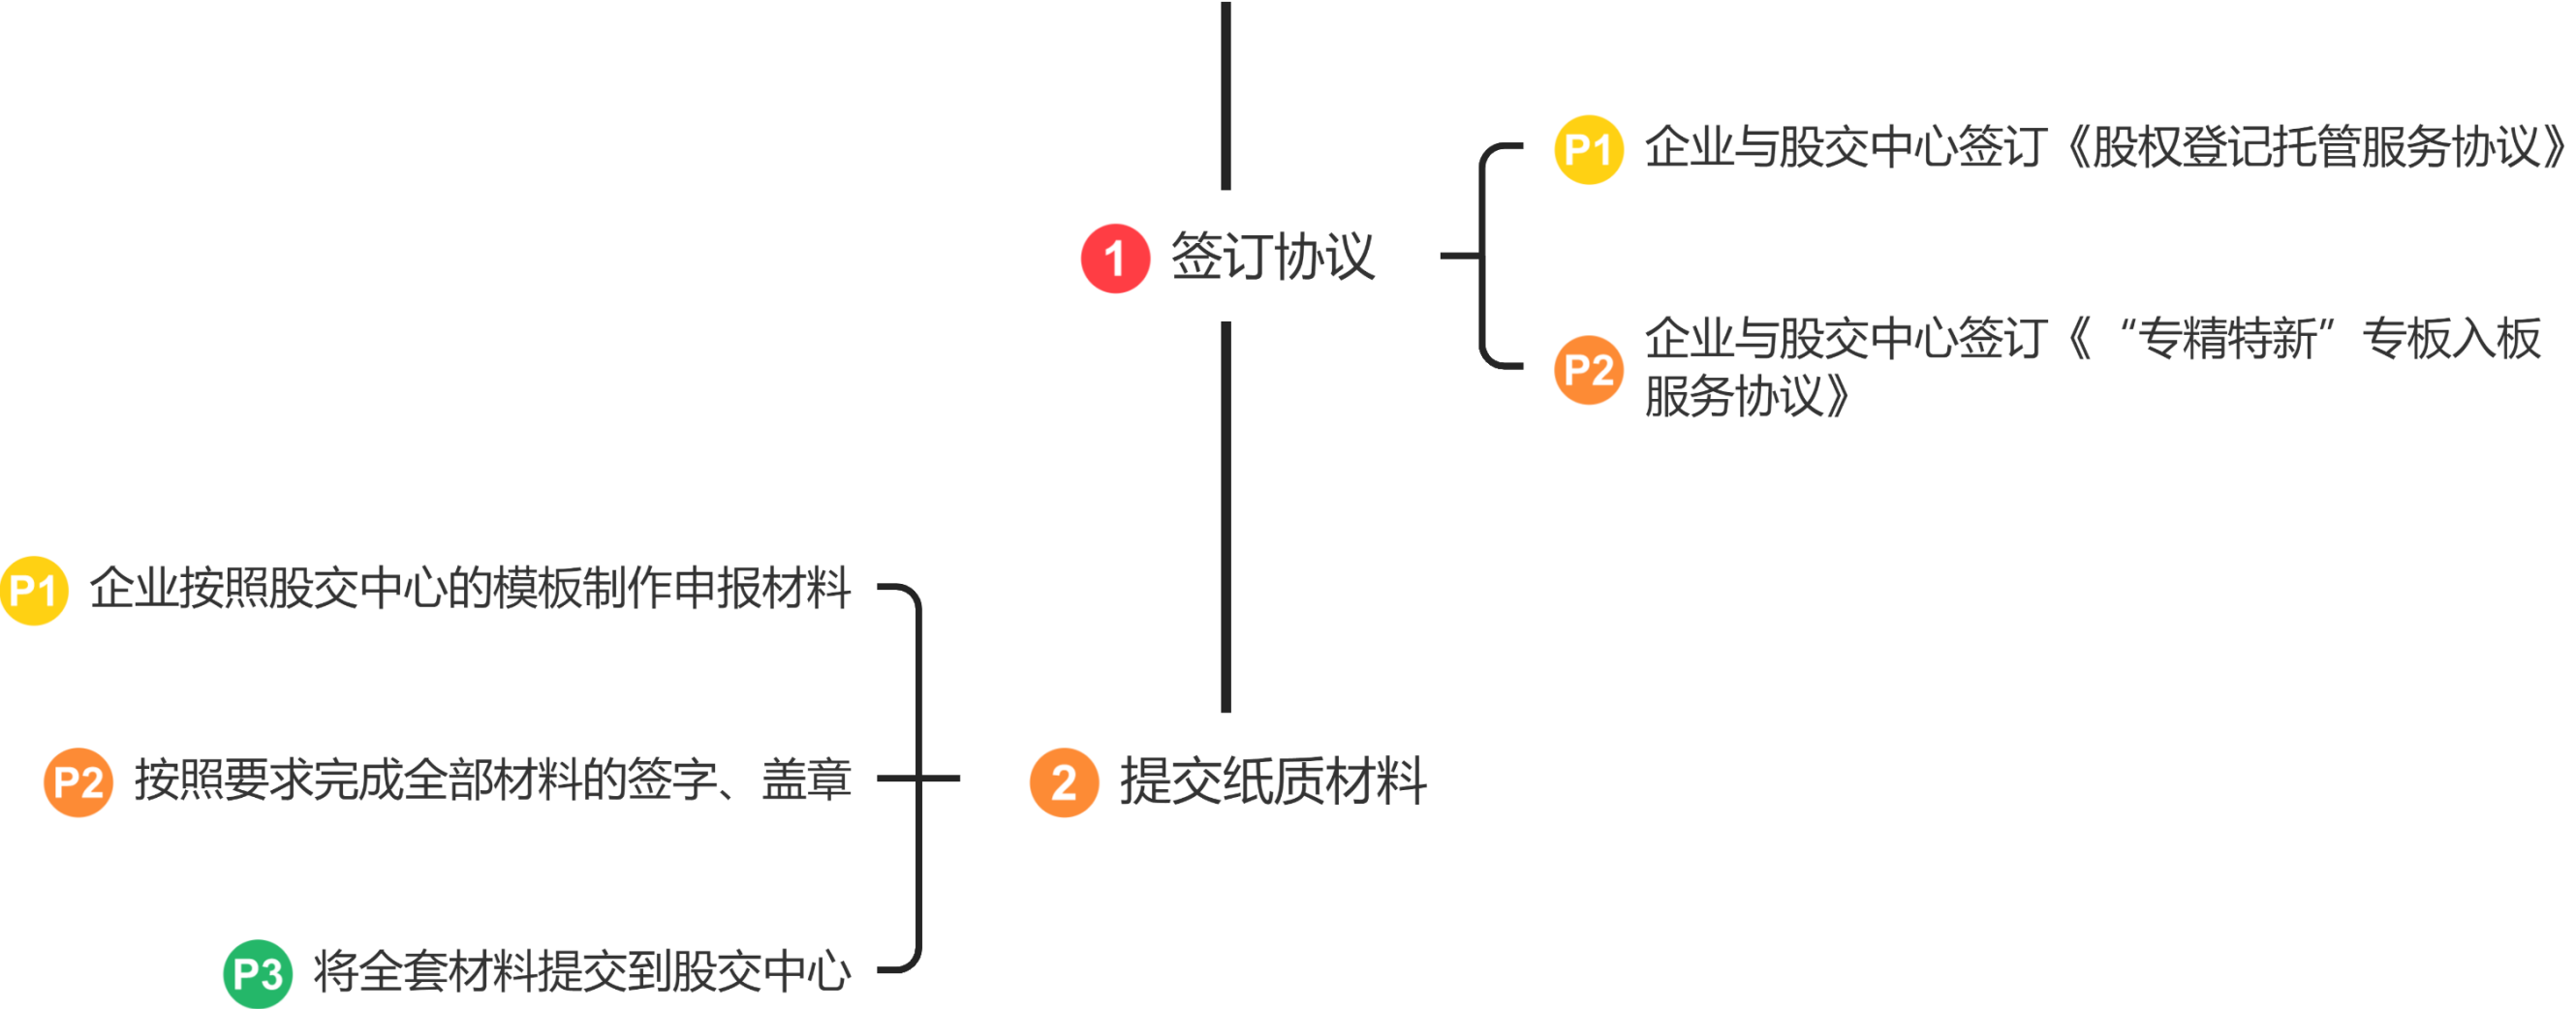 1 签订协议
P1 企业与股交中心签订《股权登记托管服务协议》
P2 企业与股交中心签订《“专精特新”专板入板
服务协议》
2 提交纸质材料
P1 企业按照股交中心的模板制作申报材料
P2 按照要求完成全部材料的签字、盖章
P3 将全套材料提交到股交中心